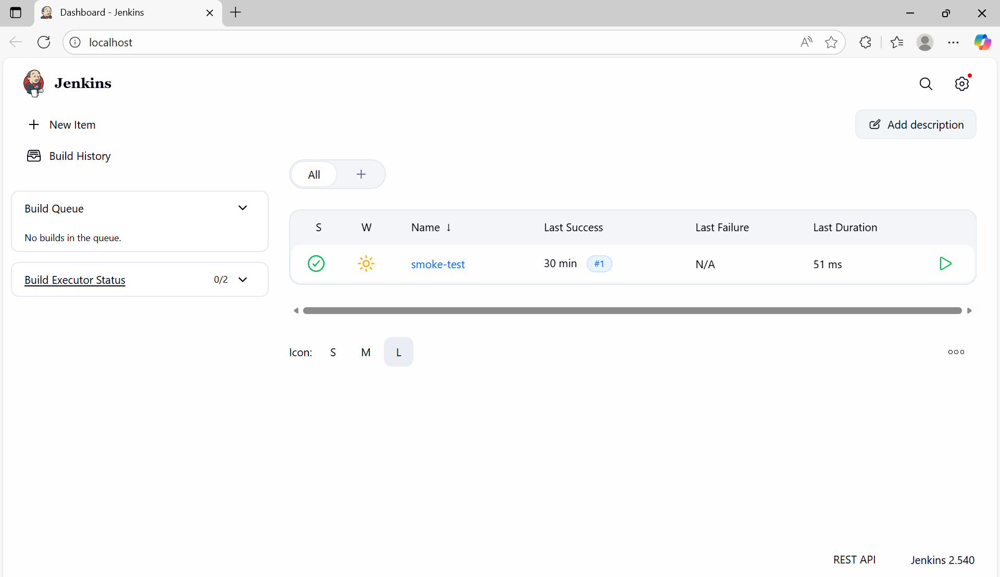 Dashboard - Jenkins
localhost
Jenkins
New Item
Add description
Build History
All
Build Queue
No builds in the queue.
Build Executor Status 0/2
S W Name ↓ Last Success Last Failure Last Duration
smoke-test 30 min #1 N/A 51 ms
Icon: S M L
REST API Jenkins 2.540